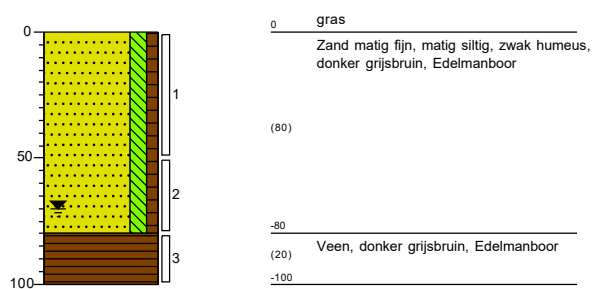 0
50
100
1
2
3
0 gras
Zand matig fijn, matig siltig, zwak humeus,
donker grijsbruin, Edelmanboor
(80)
-80
Veen, donker grijsbruin, Edelmanboor
(20)
-100